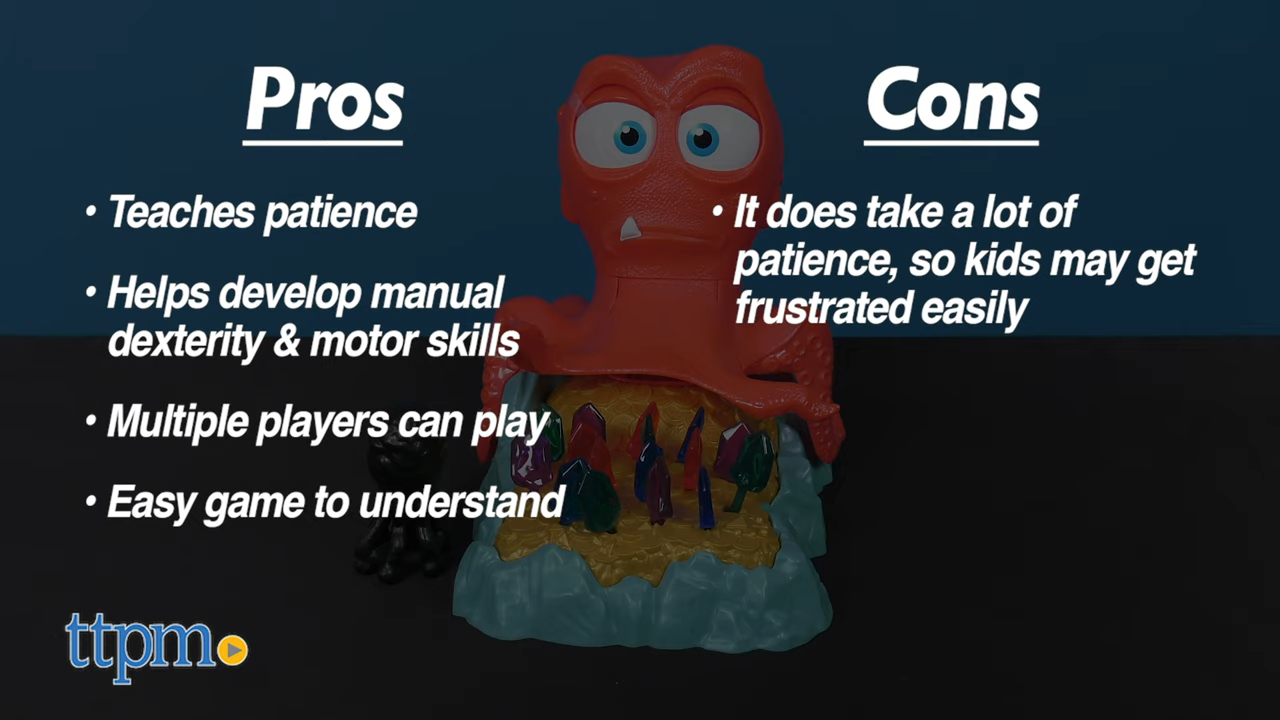 Pros
• Teaches patience
• Helps develop manual
dexterity & motor skills
• Multiple players can play
• Easy game to understand
Cons
• It does take a lot of
patience, so kids may get
frustrated easily
ttpm